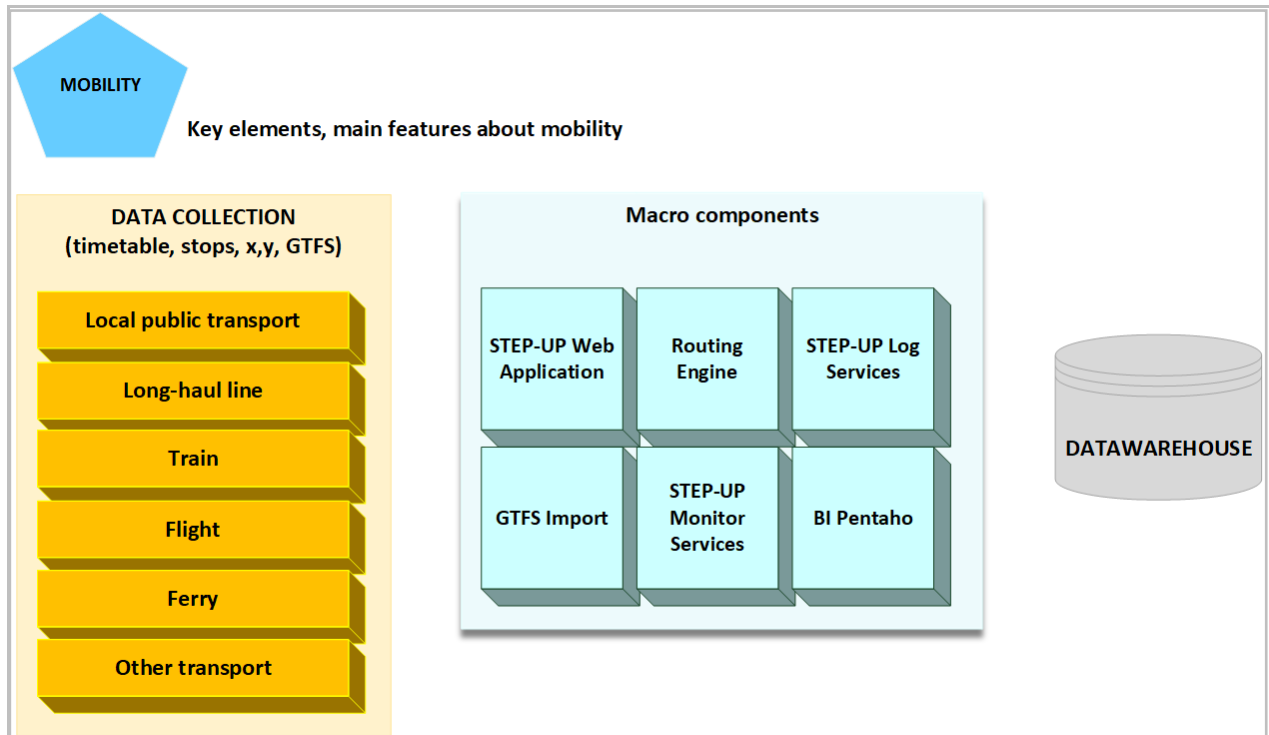 MOBILITY
Key elements, main features about mobility
DATA COLLECTION
(timetable, stops, x,y, GTFS)
Local public transport
Long-haul line
Train
Flight
Ferry
Other transport
Macro components
STEP-UP Web
Application
Routing
Engine
STEP-UP Log
Services
GTFS Import
STEP-UP
Monitor
Services
BI Pentaho
DATAWAREHOUSE